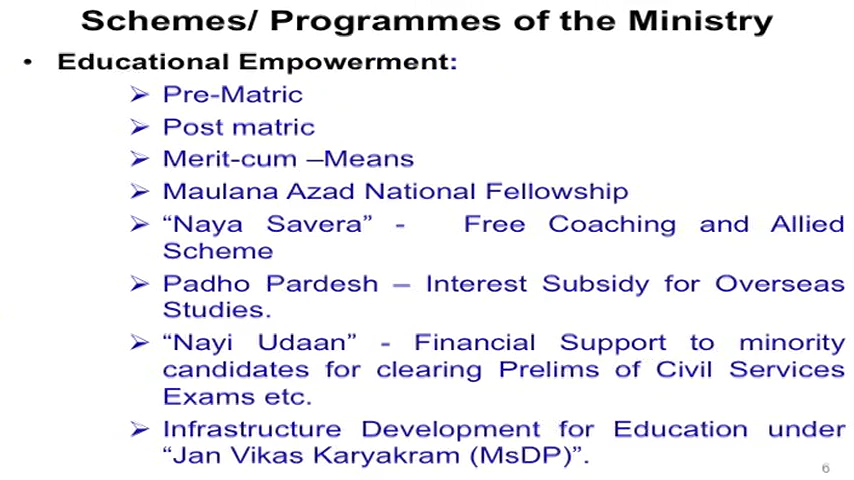 Schemes/ Programmes of the Ministry
• Educational Empowerment:
➢ Pre-Matric
➢ Post matric
➢ Merit-cum –Means
➢ Maulana Azad National Fellowship
➢ “Naya Savera” - Free Coaching and Allied
Scheme
➢ Padho Pardesh – Interest Subsidy for Overseas
Studies.
➢ “Nayi Udaan” - Financial Support to minority
candidates for clearing Prelims of Civil Services
Exams etc.
➢ Infrastructure Development for Education under
“Jan Vikas Karyakram (MsDP)”.
6